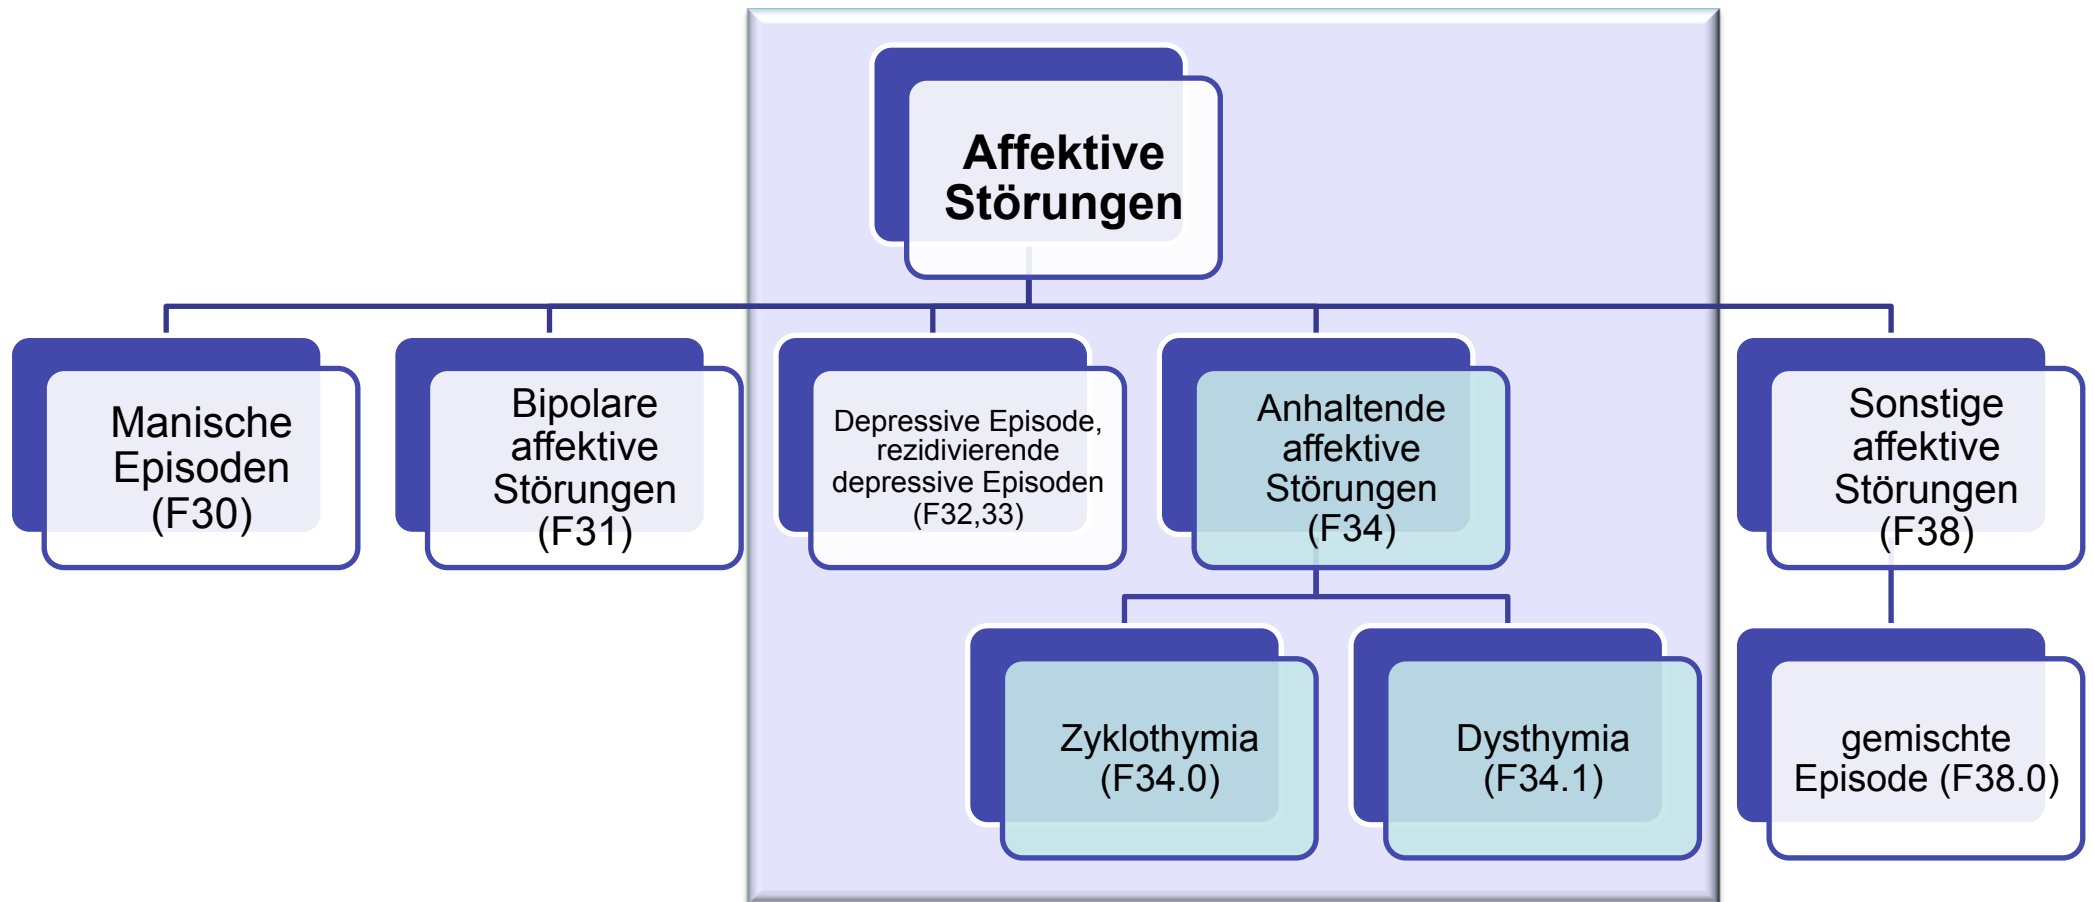 Affektive
Störungen
Manische
Episoden
(F30)
Bipolare
affektive
Störungen
(F31)
Depressive Episode,
rezidivierende
depressive Episoden
(F32,33)
Anhaltende
affektive
Störungen
(F34)
Sonstige
affektive
Störungen
(F38)
Zyklothymia
(F34.0)
Dysthymia
(F34.1)
gemischte
Episode (F38.0)